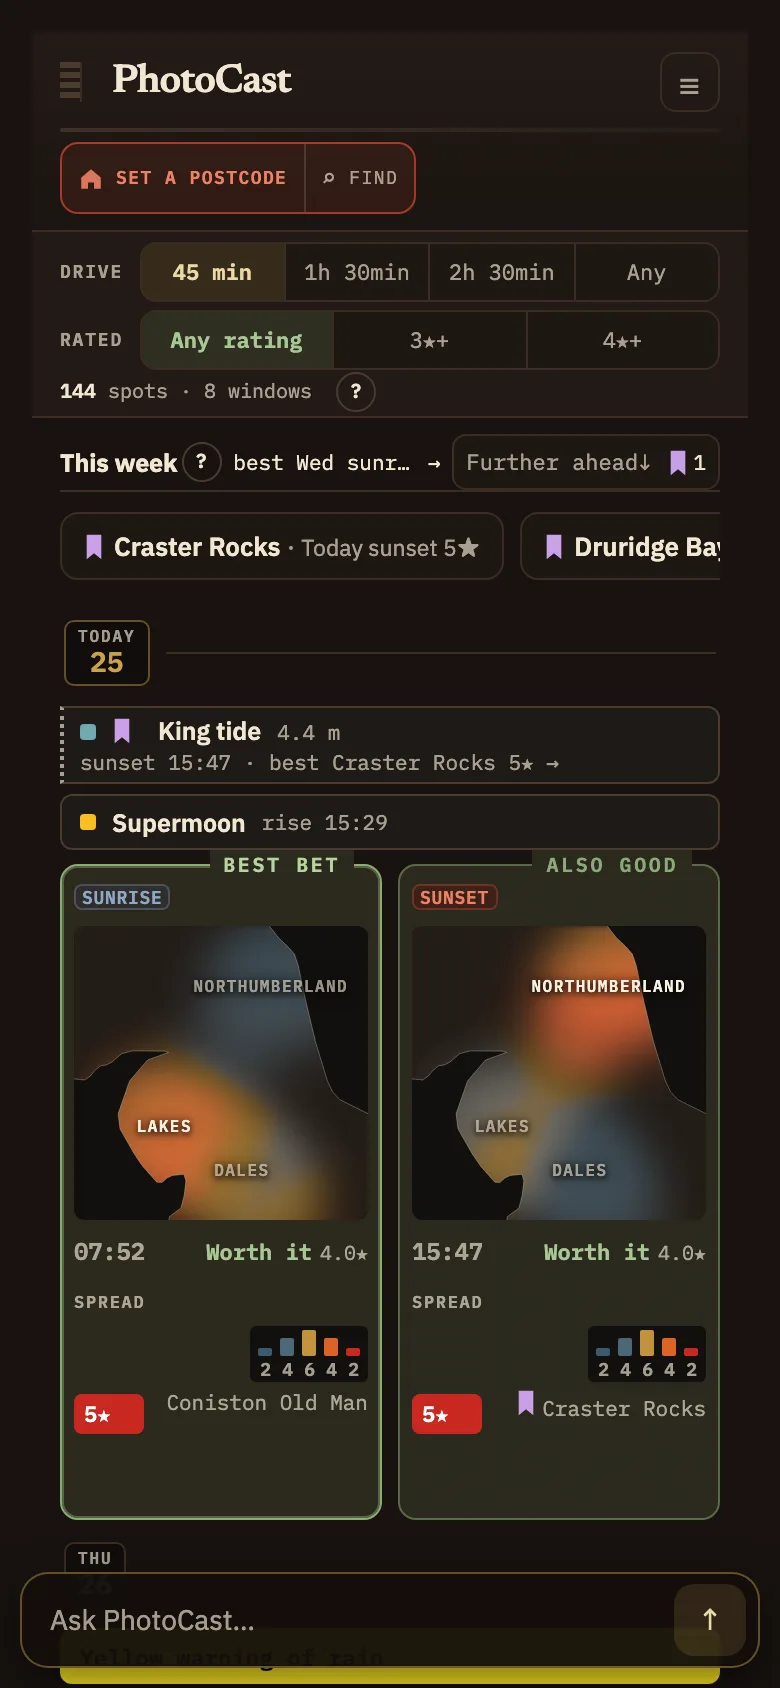 PhotoCast
SET A POSTCODE
FIND
DRIVE 45 min 1h 30min 2h 30min Any
RATED Any rating 3★+ 4★+
144 spots · 8 windows ?
This week ? best Wed sunr… → Further ahead↓ 1
Craster Rocks · Today sunset 5★
Druridge Bay
TODAY
25
King tide 4.4 m
sunset 15:47 · best Craster Rocks 5★ →
Supermoon rise 15:29
BEST BET
SUNRISE
NORTHUMBERLAND
LAKES
DALES
07:52 Worth it 4.0★
SPREAD
2 4 6 4 2
5★ Coniston Old Man
ALSO GOOD
SUNSET
NORTHUMBERLAND
LAKES
DALES
15:47 Worth it 4.0★
SPREAD
2 4 6 4 2
5★ Craster Rocks
THU
26
Ask PhotoCast… ↑
Yellow warning of rain